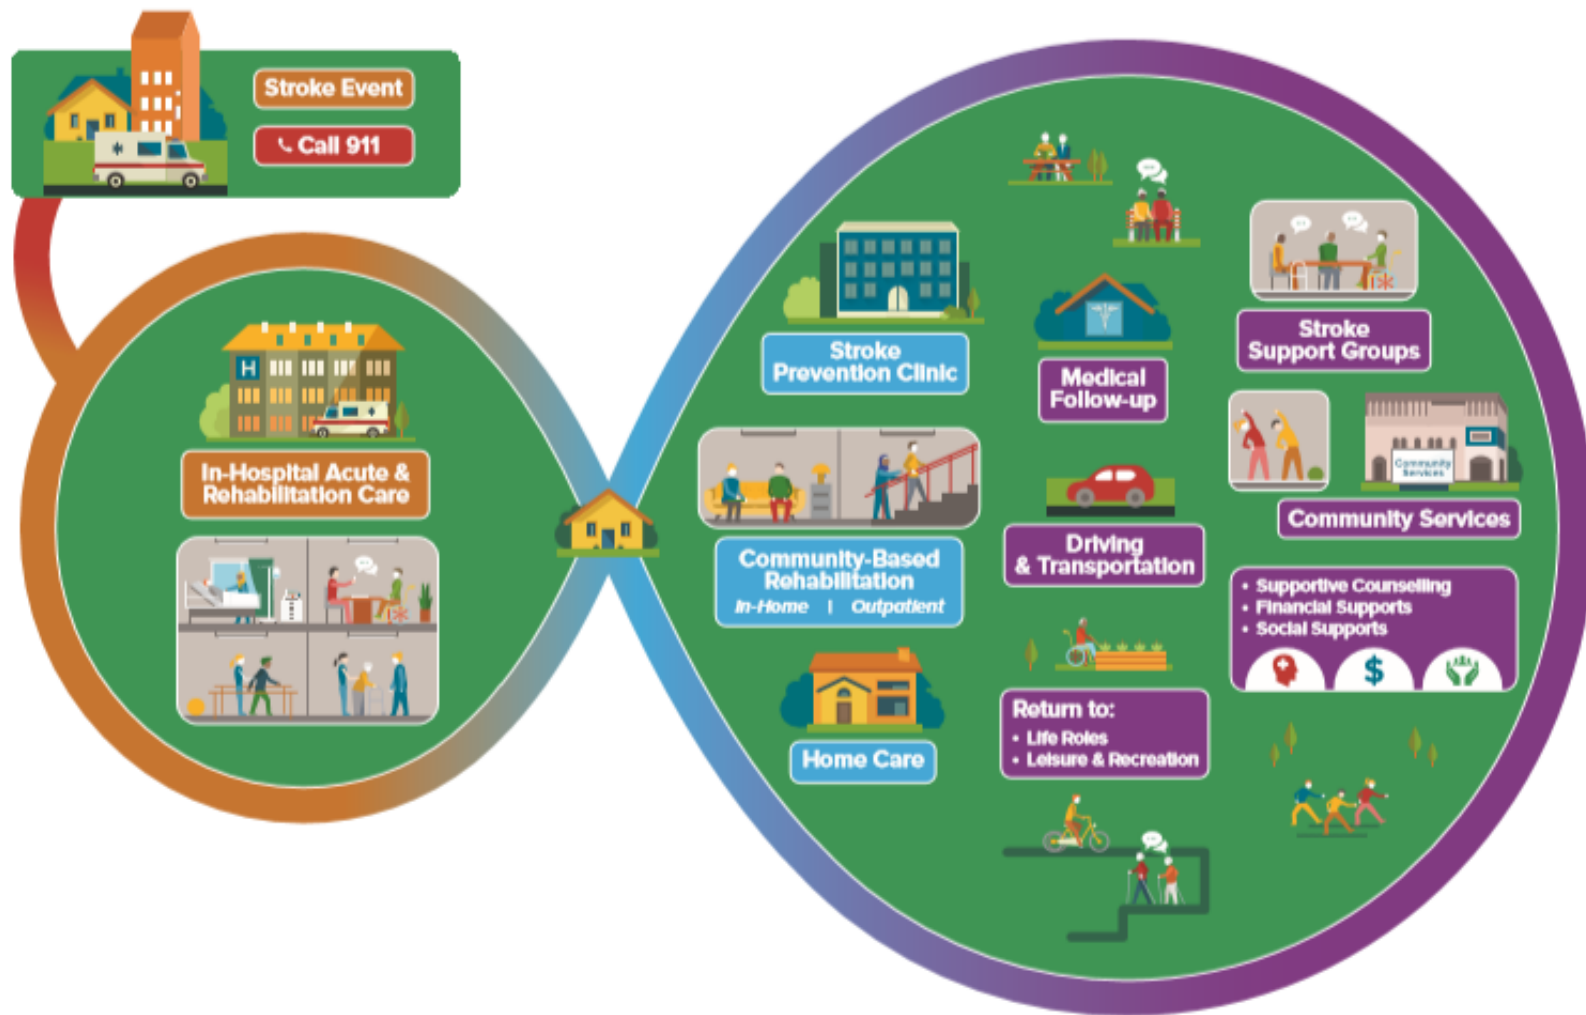 Stroke Event
Call 911
H
In-Hospital Acute &
Rehabilitation Care
Stroke
Prevention Clinic
Community-Based
Rehabilitation
In-Home | Outpatient
Home Care
Medical
Follow-up
Driving
& Transportation
Return to:
• Life Roles
• Leisure & Recreation
Stroke
Support Groups
Community
Services
Community Services
• Supportive Counselling
• Financial Supports
• Social Supports
$